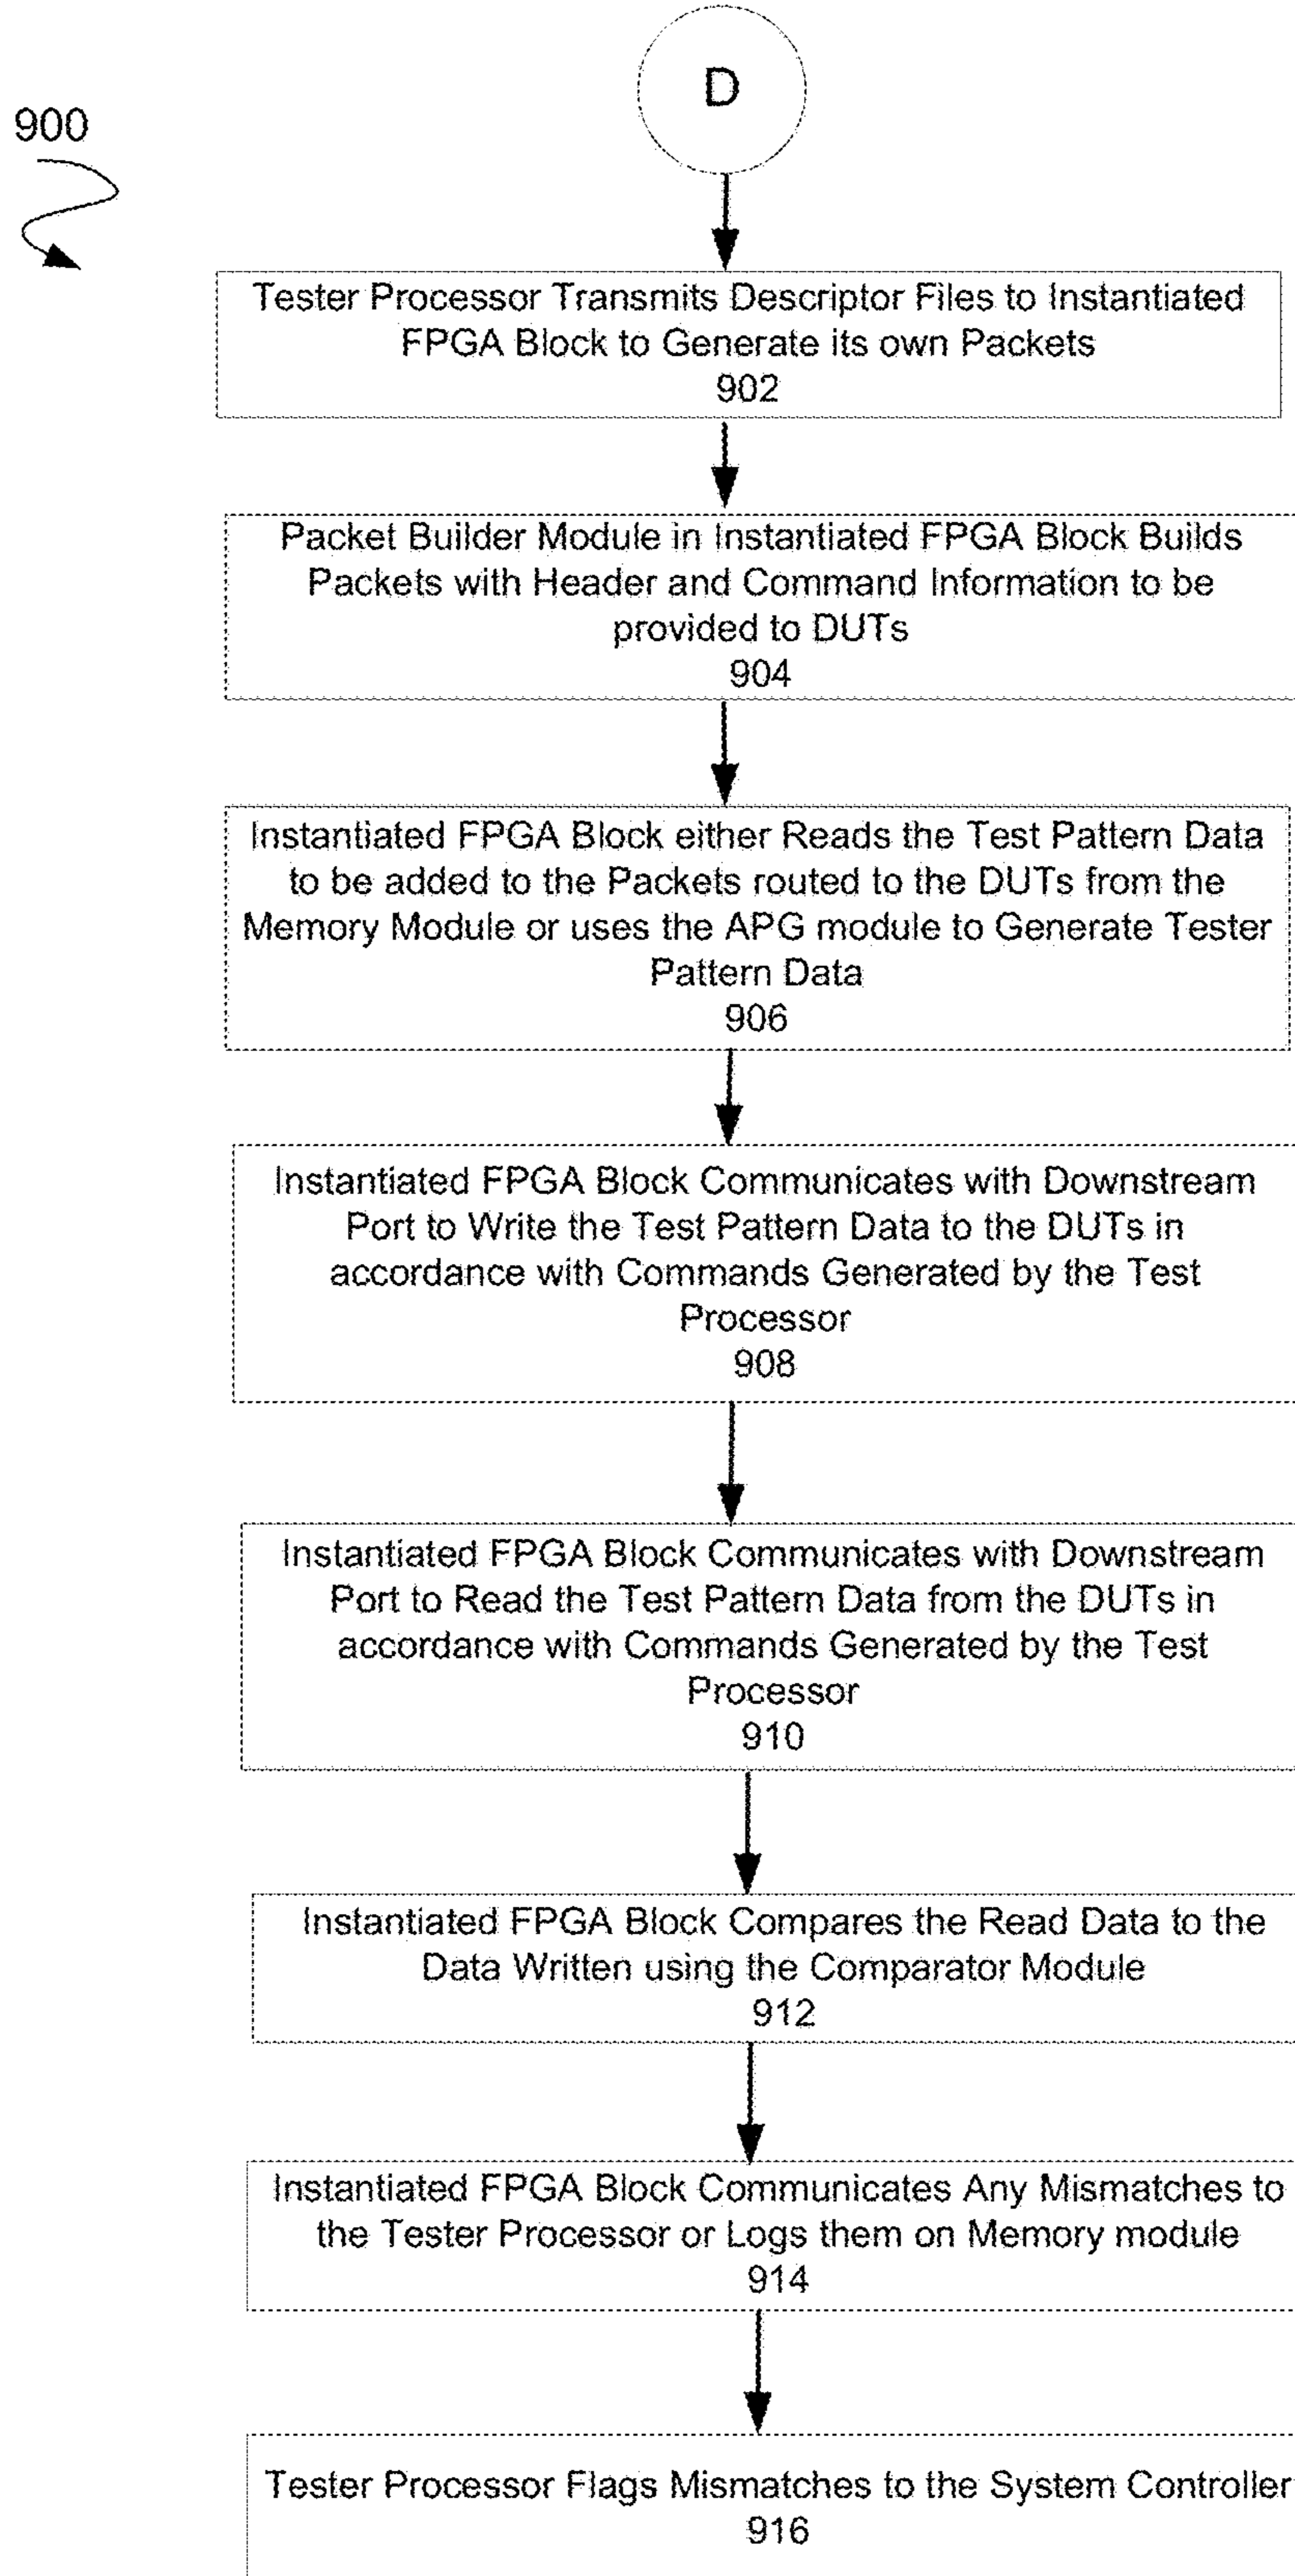 D
900
Tester Processor Transmits Descriptor Files to Instantiated
FPGA Block to Generate its own Packets
902
Packet Builder Module in Instantiated FPGA Block Builds
Packets with Header and Command Information to be
provided to DUTs
904
Instantiated FPGA Block either Reads the Test Pattern Data
to be added to the Packets routed to the DUTs from the
Memory Module or uses the APG module to Generate Tester
Pattern Data
906
Instantiated FPGA Block Communicates with Downstream
Port to Write the Test Pattern Data to the DUTs in
accordance with Commands Generated by the Test
Processor
908
Instantiated FPGA Block Communicates with Downstream
Port to Read the Test Pattern Data from the DUTs in
accordance with Commands Generated by the Test
Processor
910
Instantiated FPGA Block Compares the Read Data to the
Data Written using the Comparator Module
912
Instantiated FPGA Block Communicates Any Mismatches to
the Tester Processor or Logs them on Memory module
914
Tester Processor Flags Mismatches to the System Controller
916